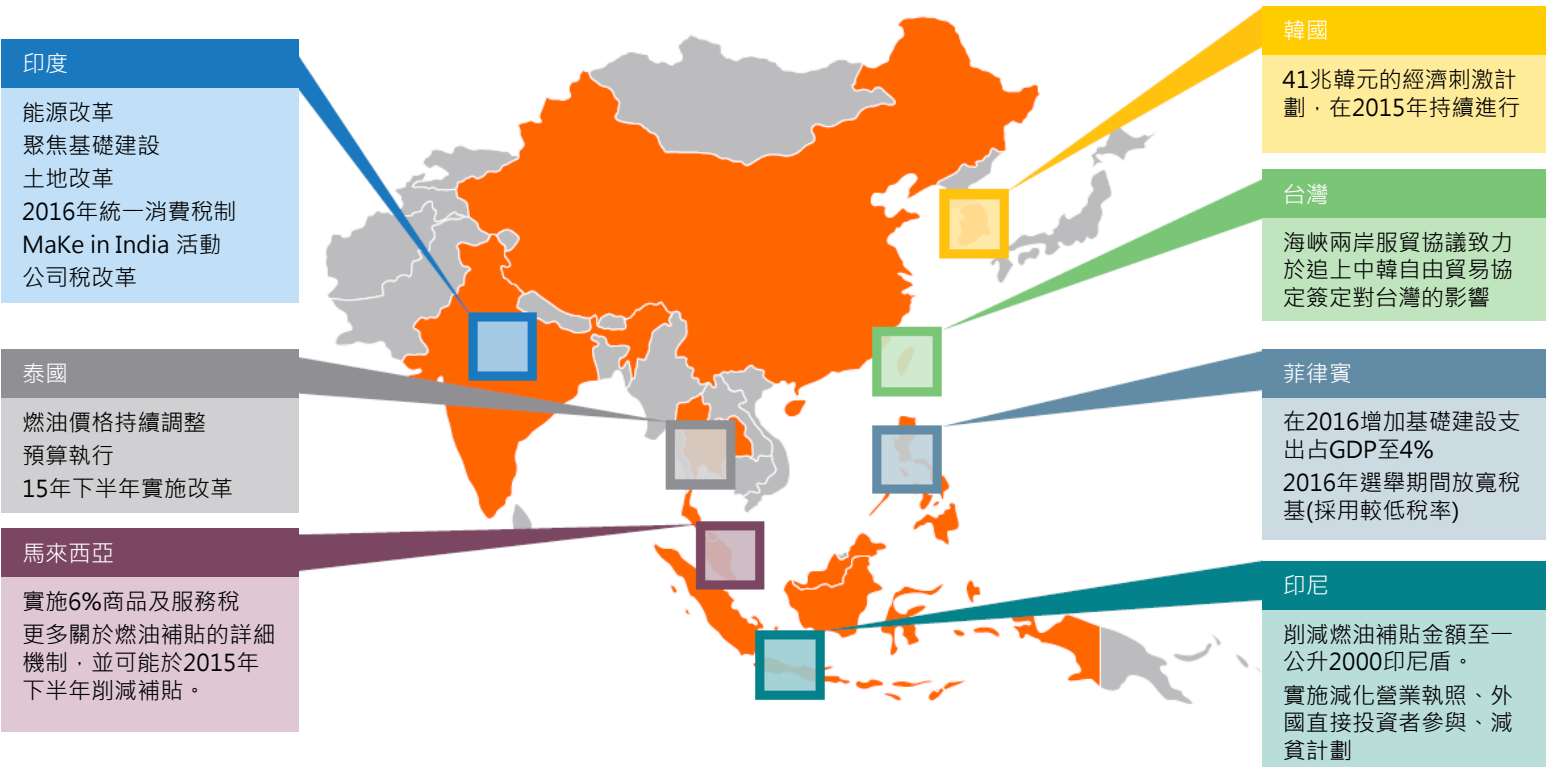 印度
能源改革
聚焦基礎建設
土地改革
2016年統一消費稅制
MaKe in India 活動
公司稅改革
泰國
燃油價格持續調整
預算執行
15年下半年實施改革
馬來西亞
實施6%商品及服務稅
更多關於燃油補貼的詳細
機制，並可能於2015年
下半年削減補貼。
韓國
41兆韓元的經濟刺激計
劃，在2015年持續進行
台灣
海峽兩岸服貿協議致力
於追上中韓自由貿易協
定簽定對台灣的影響
菲律賓
在2016增加基礎建設支
出占GDP至4%
2016年選舉期間放寬稅
基(採用較低稅率)
印尼
削減燃油補貼金額至一
公升2000印尼盾。
實施減化營業執照、外
國直接投資者參與、減
貧計劃